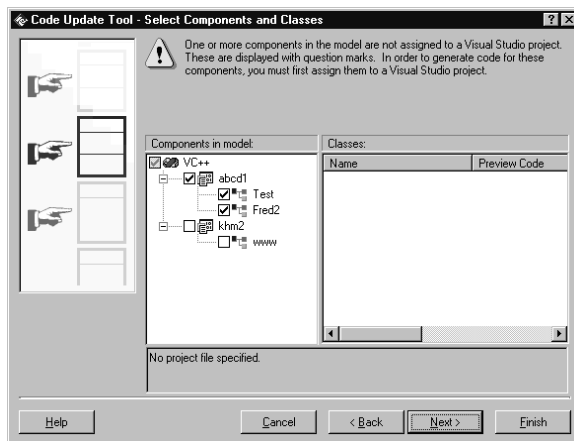 Code Update Tool - Select Components and Classes
One or more components in the model are not assigned to a Visual Studio project.
These are displayed with question marks. In order to generate code for these
components, you must first assign them to a Visual Studio project.
Components in model:
Classes:
VC++
Name
Preview Code
abcd1
Test
Fred2
khm2
www
No project file specified.
Help
Cancel
< Back
Next >
Finish